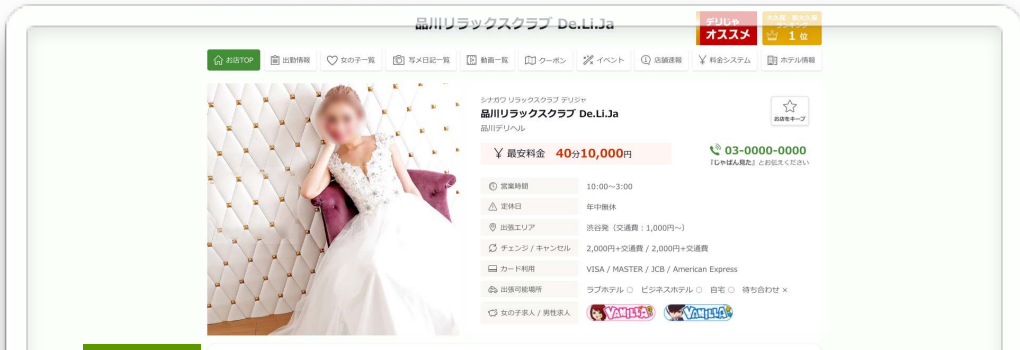 品川リラックスクラブ De.Li.Ja
デリじゃ
オススメ
ランキング
1 位
お店TOP
出勤情報
女の子一覧
写メ日記一覧
動画一覧
クーポン
イベント
店舗速報
料金システム
ホテル情報
シナガワ リラックスクラブ デリジャ
品川リラックスクラブ De.Li.Ja
品川デリヘル
お店をキープ
¥ 最安料金 40分10,000円
03-0000-0000
『じゃぱん見た』とお伝えください
営業時間 10:00~3:00
定休日 年中無休
出張エリア 渋谷発(交通費:1,000円~)
チェンジ / キャンセル 2,000円+交通費 / 2,000円+交通費
カード利用 VISA / MASTER / JCB / American Express
出張可能場所 ラブホテル ○ ビジネスホテル ○ 自宅 ○ 待ち合わせ ×
女の子求人 / 男性求人 VANILLA VANILLA